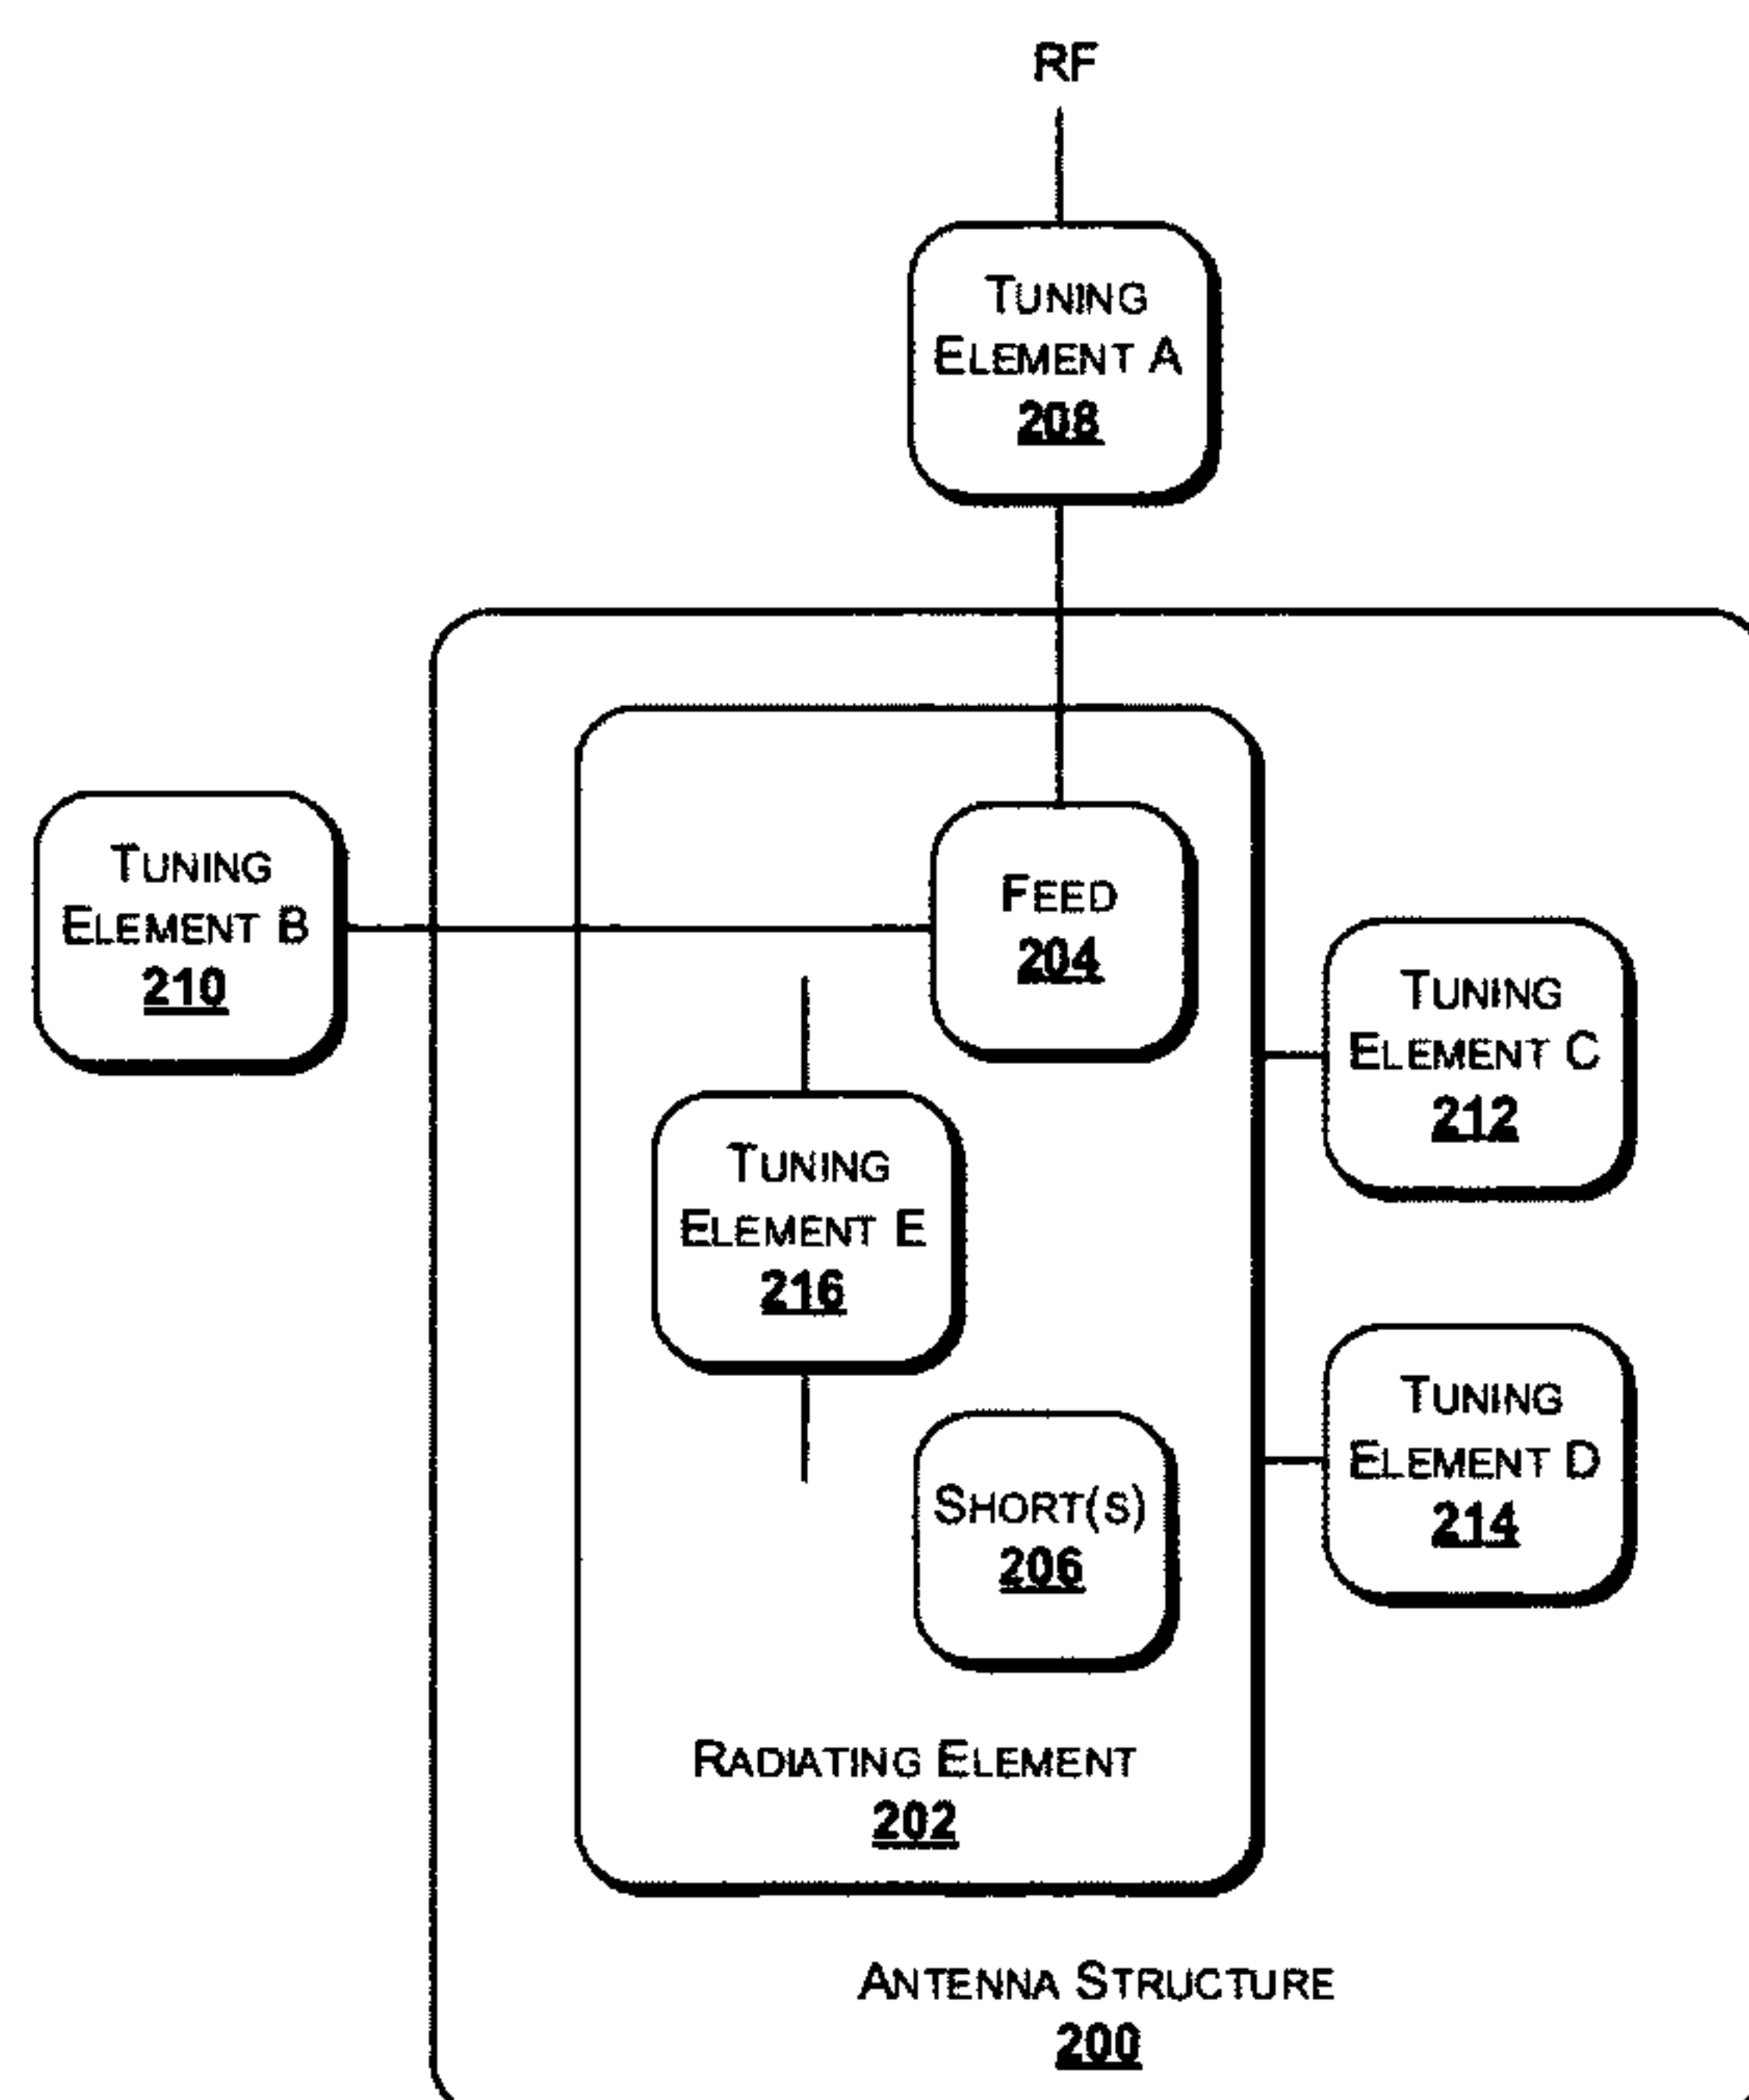 RF
TUNING
ELEMENT A
208
TUNING
ELEMENT B
210
FEED
204
TUNING
ELEMENT C
212
TUNING
ELEMENT E
216
TUNING
ELEMENT D
214
SHORT(S)
206
RADIATING ELEMENT
202
ANTENNA STRUCTURE
200